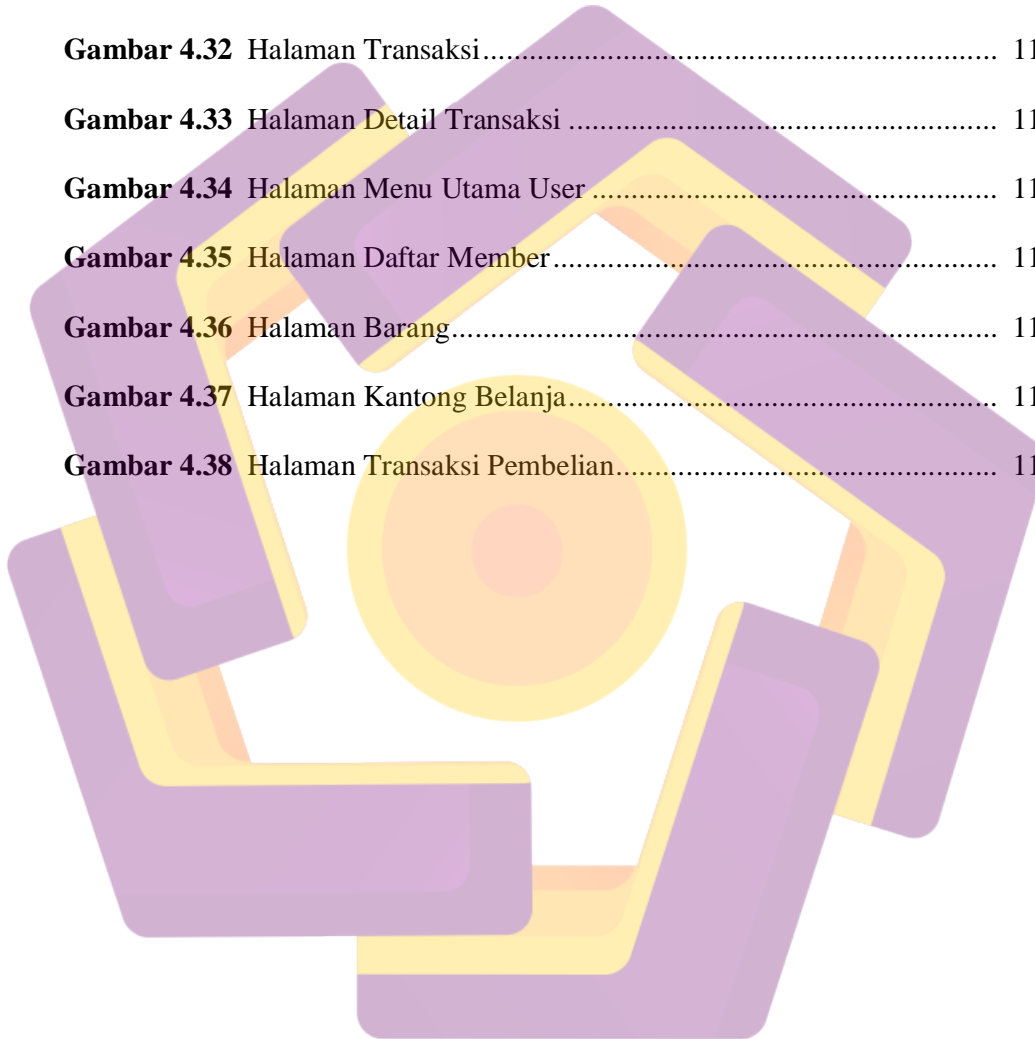 Gambar 4.32 Halaman Transaksi.................................................................... 11
Gambar 4.33 Halaman Detail Transaksi ......................................................... 11
Gambar 4.34 Halaman Menu Utama User ...................................................... 11
Gambar 4.35 Halaman Daftar Member........................................................... 11
Gambar 4.36 Halaman Barang........................................................................ 11
Gambar 4.37 Halaman Kantong Belanja......................................................... 11
Gambar 4.38 Halaman Transaksi Pembelian................................................... 11